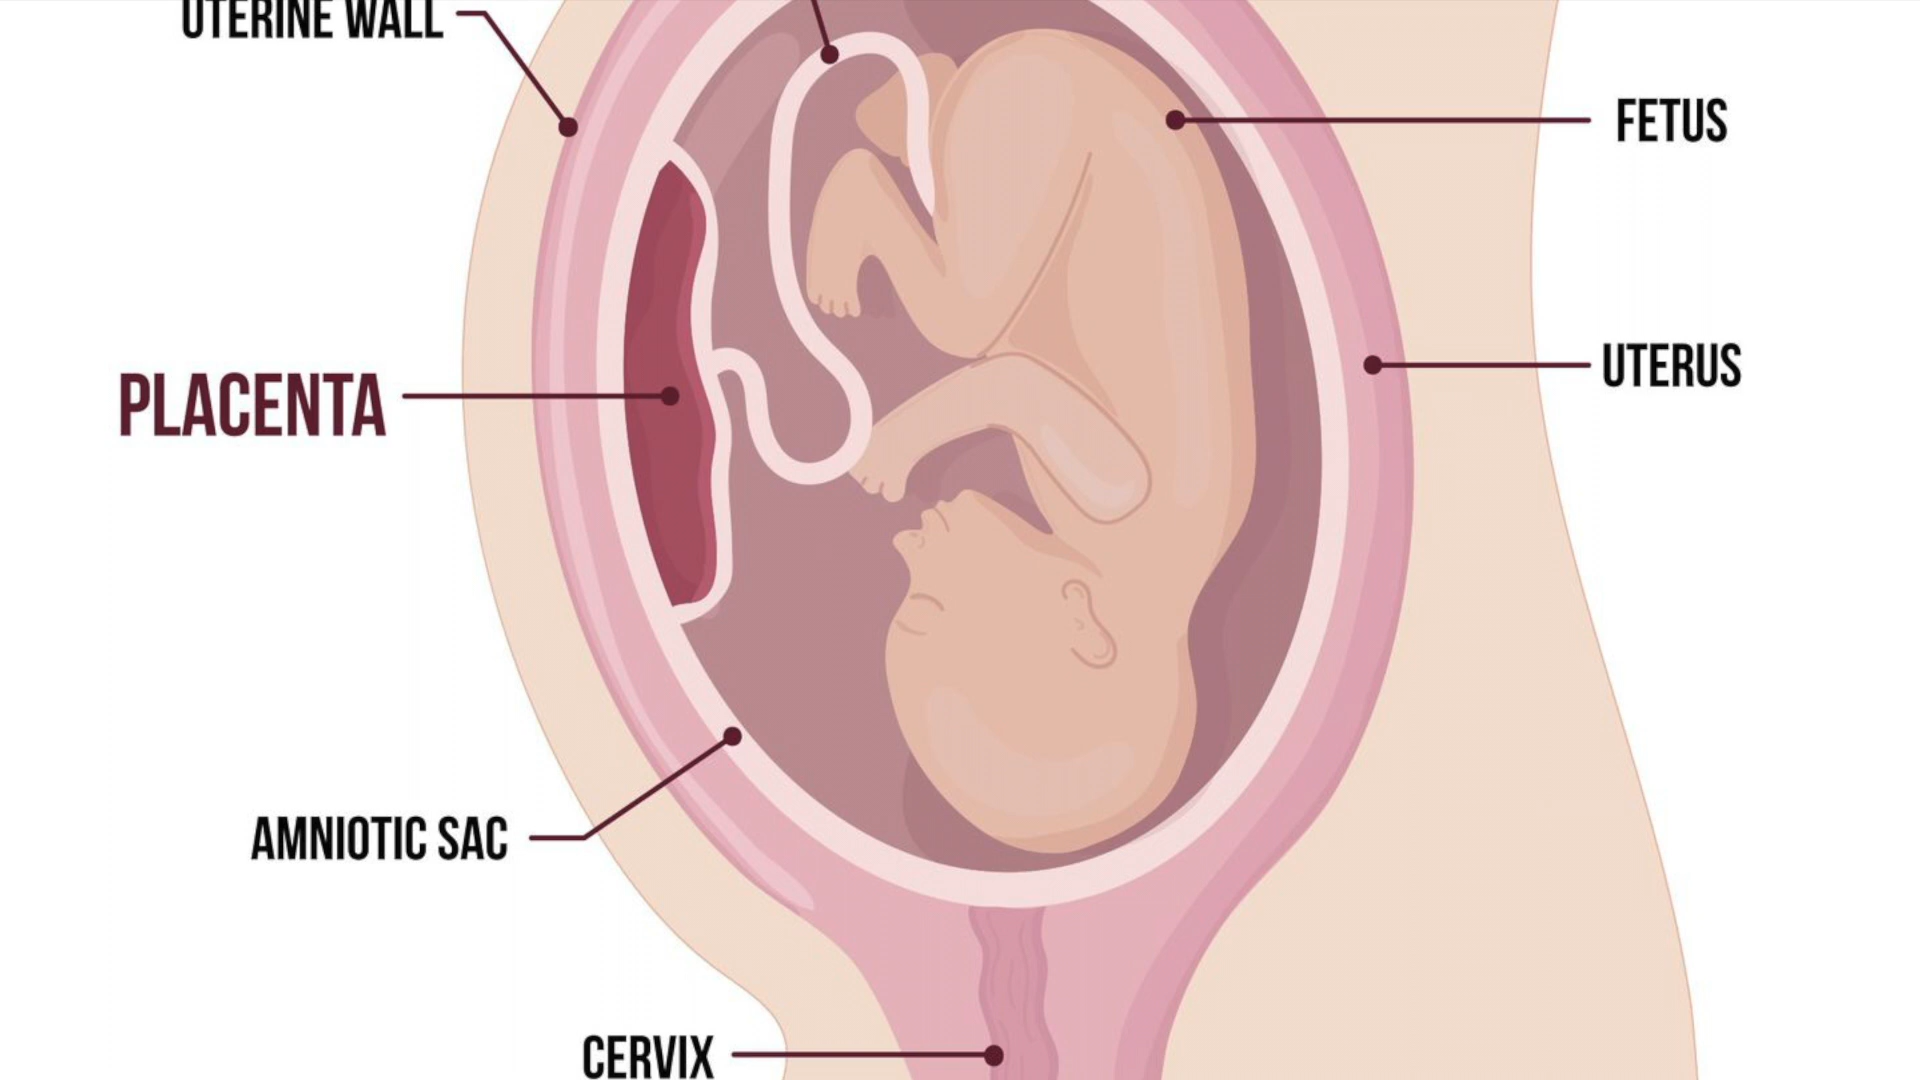 UTERINE WALL
FETUS
UTERUS
PLACENTA
AMNIOTIC SAC
CERVIX